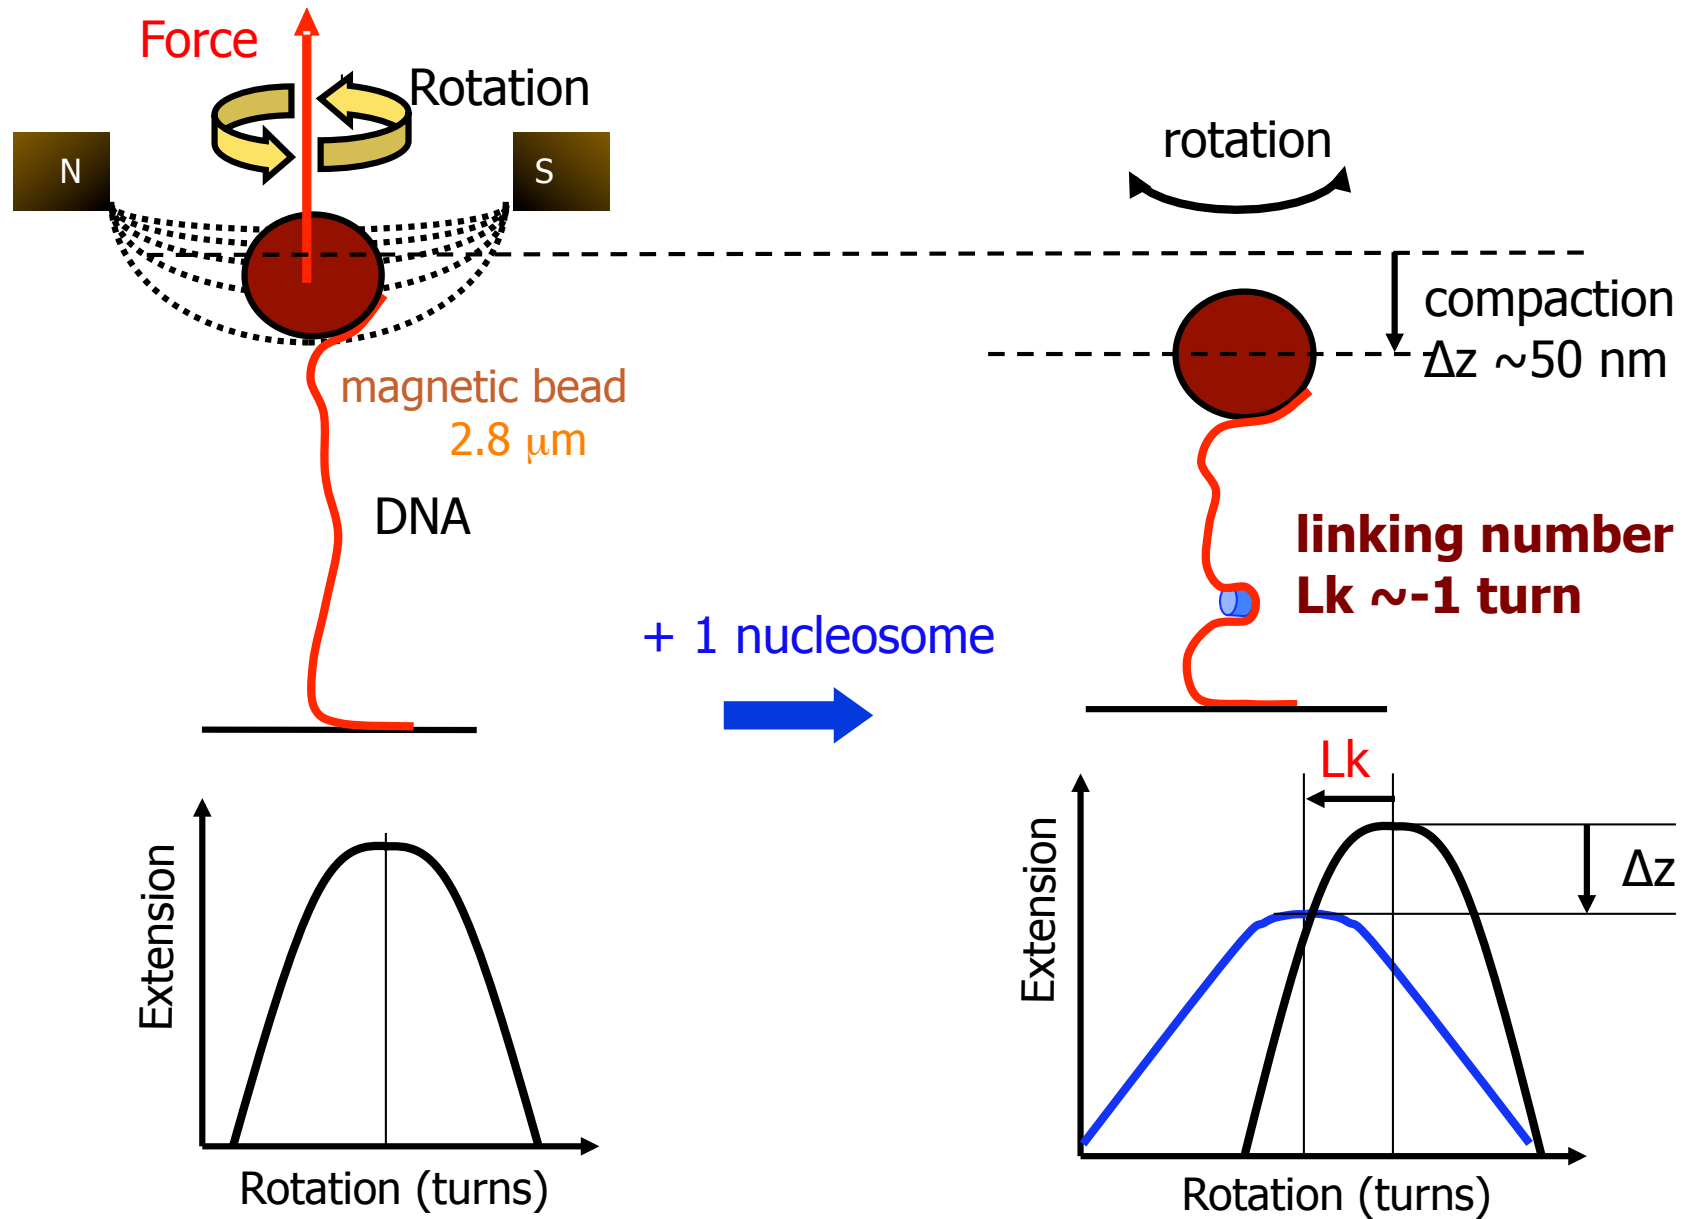 Force
Rotation
N
S
magnetic bead
2.8 μm
DNA
+ 1 nucleosome
rotation
compaction
Δz ~50 nm
linking number
Lk ~-1 turn
Extension
Rotation (turns)
Lk
Δz
Extension
Rotation (turns)